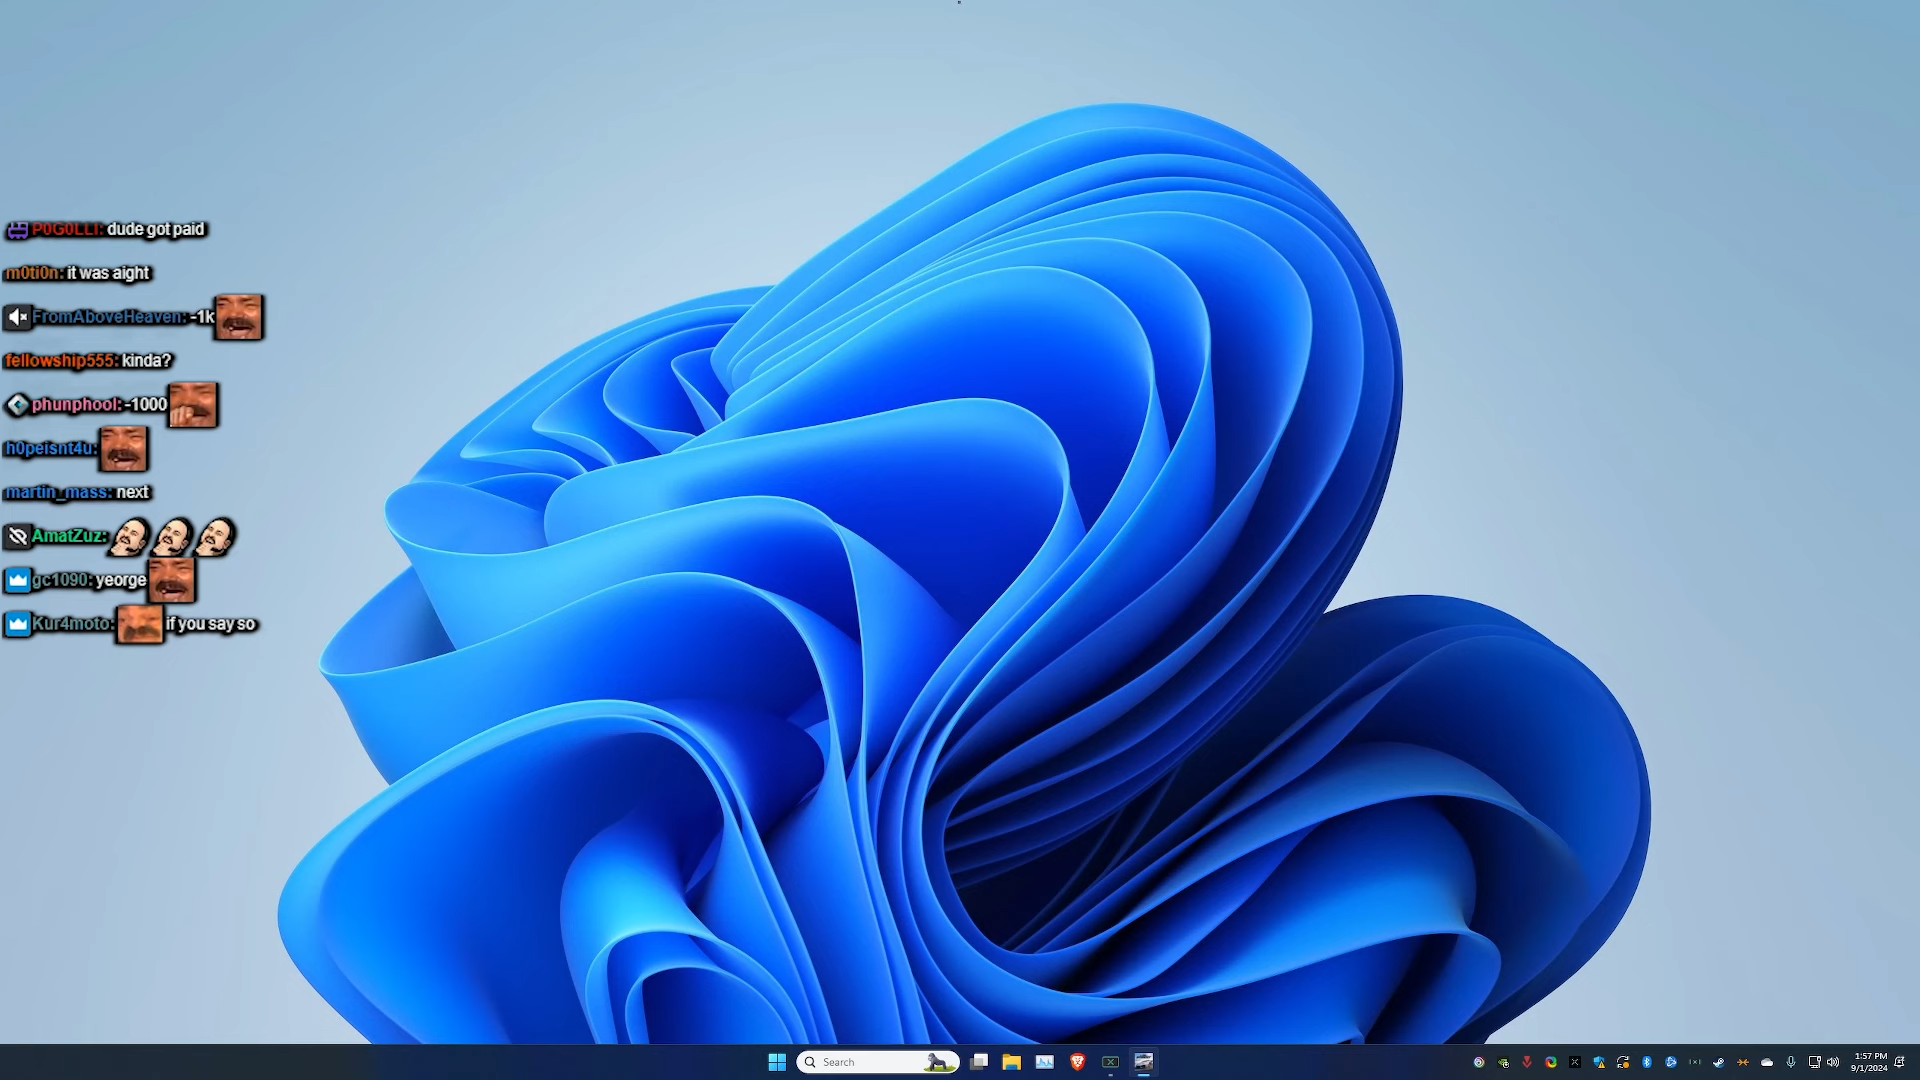 P0G0LLI: dude got paid
m0ti0n: it was aight
FromAboveHeaven: -1k
fellowship555: kinda?
phunphool: -1000
h0peisnt4u:
martin_mass: next
AmatZuz:
gc1090: yeorge
Kur4moto: if you say so
Search
1:57 PM
9/1/2024